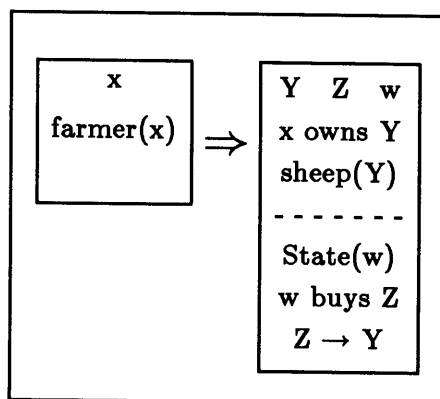 x
farmer(x)
⇒
Y Z w
x owns Y
sheep(Y)
- - - - - - -
State(w)
w buys Z
Z → Y